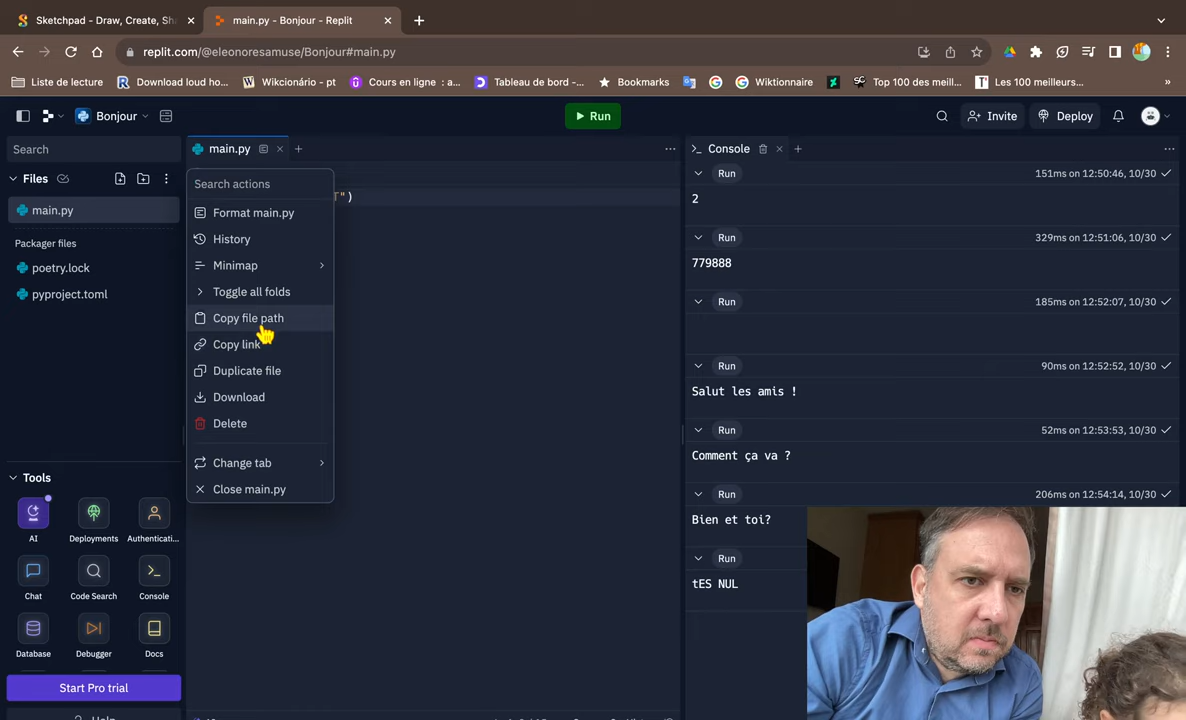 Sketchpad - Draw, Create, Sha
main.py - Bonjour - Replit
replit.com/@eleonoresamuse/Bonjour#main.py
Liste de lecture
Download loud ho...
Wikcionário - pt
Cours en ligne : a...
Tableau de bord -...
Bookmarks
Wiktionnaire
Top 100 des meill...
Les 100 meilleurs...
»
Bonjour
Run
Invite
Deploy
Search
main.py
Console
Files
main.py
Packager files
poetry.lock
pyproject.toml
Search actions
")
Format main.py
History
Minimap
Toggle all folds
Copy file path
Copy link
Duplicate file
Download
Delete
Change tab
Close main.py
Run 151ms on 12:50:46, 10/30
2
Run 329ms on 12:51:06, 10/30
779888
Run 185ms on 12:52:07, 10/30
Run 90ms on 12:52:52, 10/30
Salut les amis !
Run 52ms on 12:53:53, 10/30
Comment ça va ?
Run 206ms on 12:54:14, 10/30
Bien et toi?
Run
tES NUL
Tools
AI
Deployments
Authenticati...
Chat
Code Search
Console
Database
Debugger
Docs
Start Pro trial